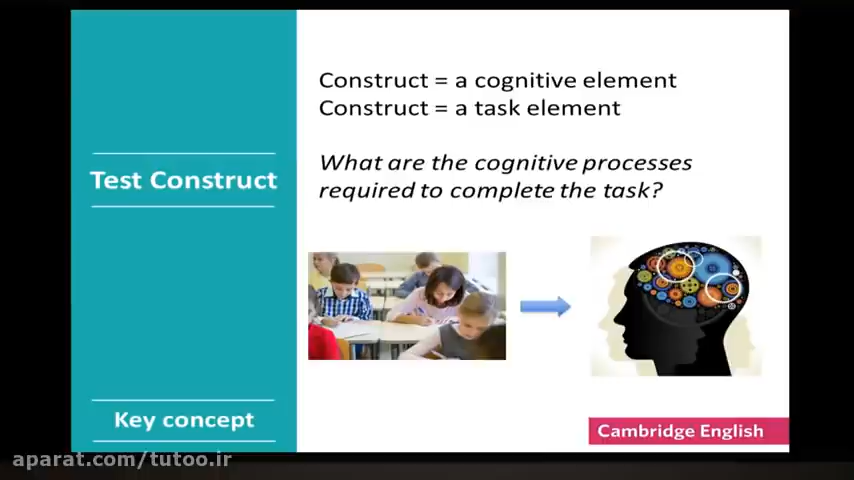 Construct = a cognitive element
Construct = a task element
What are the cognitive processes
required to complete the task?
Test Construct
Key concept
Cambridge English
aparat.com/tutoo.ir